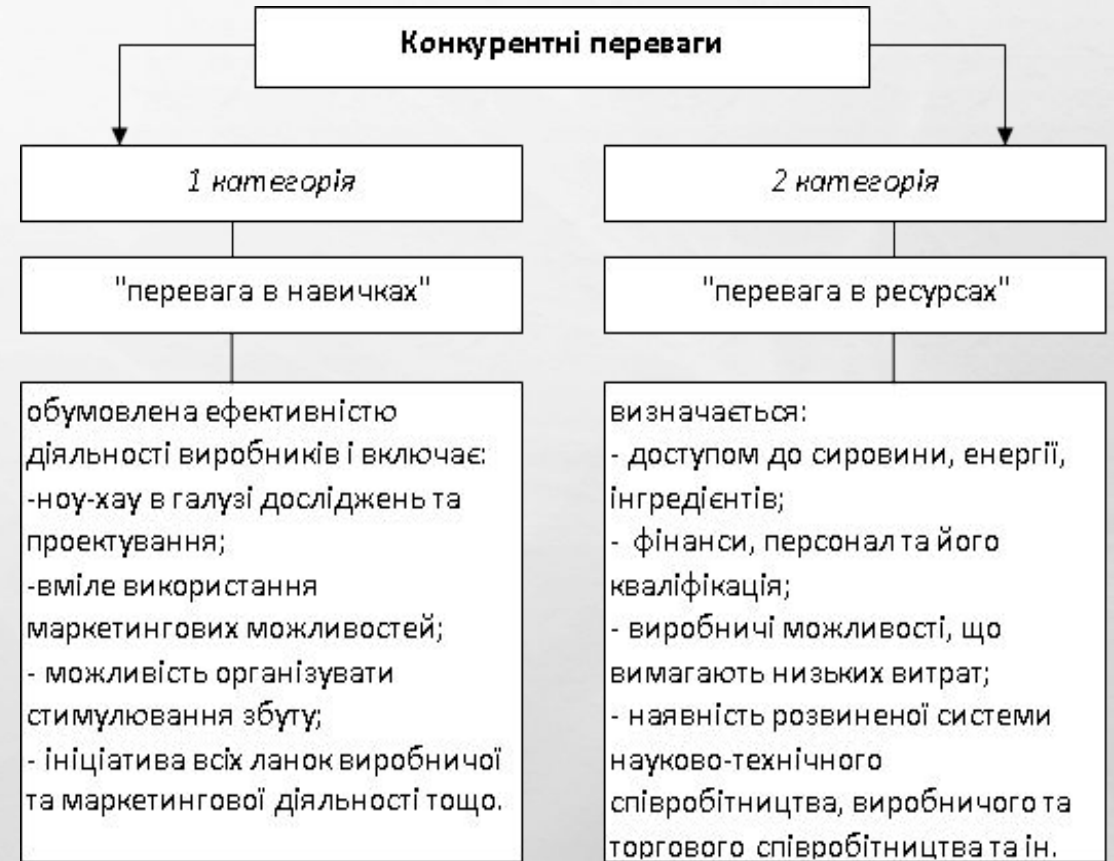 Конкурентні переваги
1 категорія
2 категорія
"перевага в навичках"
"перевага в ресурсах"
обумовлена ефективністю
діяльності виробників і включає:
-ноу-хау в галузі досліджень та
проектування;
-вміле використання
маркетингових можливостей;
- можливість організувати
стимулювання збуту;
- ініціатива всіх ланок виробничої
та маркетингової діяльності тощо.
визначається:
- доступом до сировини, енергії,
інгредієнтів;
- фінанси, персонал та його
кваліфікація;
- виробничі можливості, що
вимагають низьких витрат;
- наявність розвиненої системи
науково-технічного
співробітництва, виробничого та
торгового співробітництва та ін.